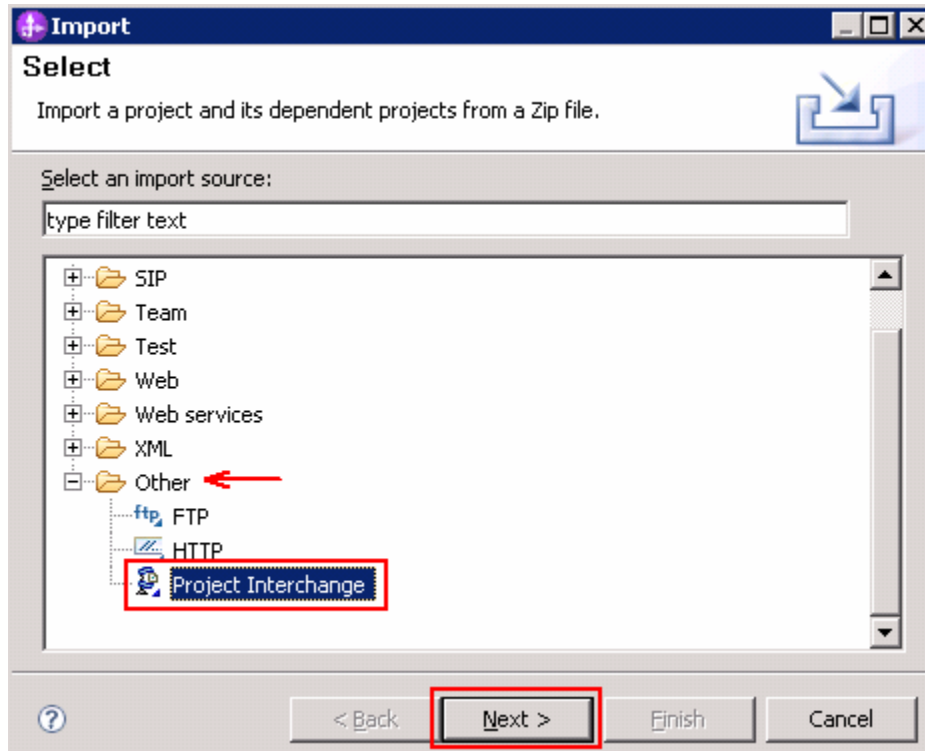 Import
Select
Import a project and its dependent projects from a Zip file.
Select an import source:
type filter text
SIP
Team
Test
Web
Web services
XML
Other
ftp FTP
HTTP
Project Interchange
? < Back Next > Finish Cancel